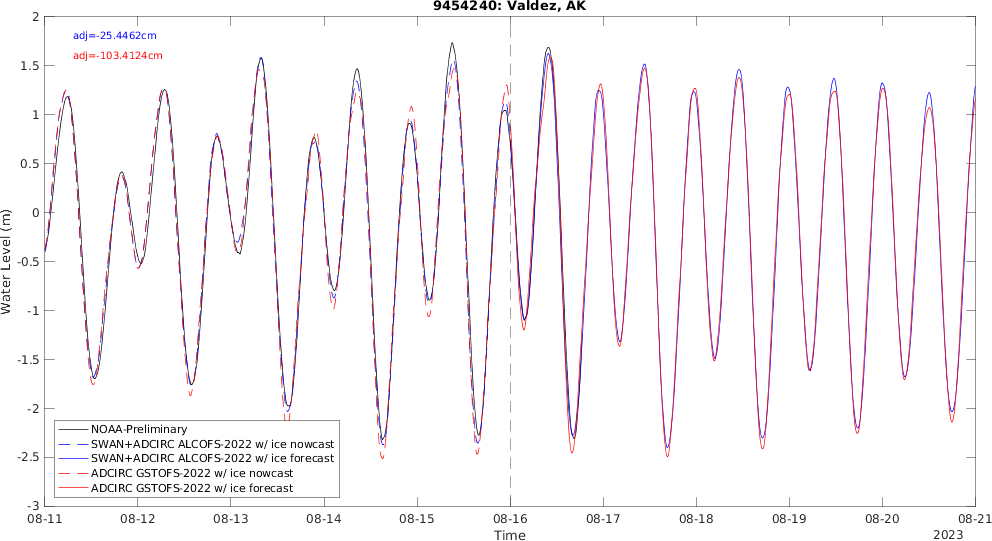 9454240: Valdez, AK
adj=-25.4462cm
adj=-103.4124cm
2
1.5
1
0.5
0
-0.5
-1
-1.5
-2
-2.5
-3
Water Level (m)
NOAA-Preliminary
SWAN+ADCIRC ALCOFS-2022 w/ ice nowcast
SWAN+ADCIRC ALCOFS-2022 w/ ice forecast
ADCIRC GSTOFS-2022 w/ ice nowcast
ADCIRC GSTOFS-2022 w/ ice forecast
08-11 08-12 08-13 08-14 08-15 08-16 08-17 08-18 08-19 08-20 08-21
Time
2023